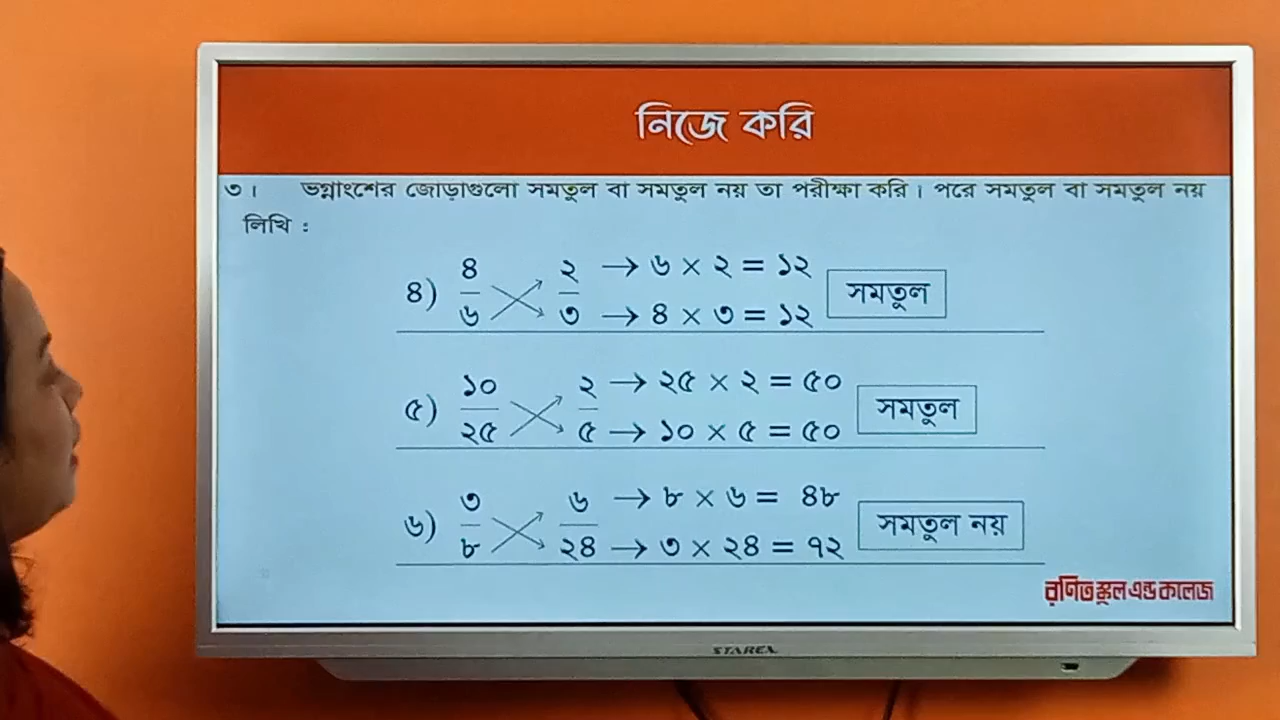 নিজে করি
৩। ভগ্নাংশের জোড়াগুলো সমতুল বা সমতুল নয় তা পরীক্ষা করি। পরে সমতুল বা সমতুল নয়
লিখি :
৪) ৪/৬ ২/৩ → ৬ × ২ = ১২ সমতুল
→ ৪ × ৩ = ১২
৫) ১০/২৫ ২/৫ → ২৫ × ২ = ৫০ সমতুল
→ ১০ × ৫ = ৫০
৬) ৩/৮ ৬/২৪ → ৮ × ৬ = ৪৮ সমতুল নয়
→ ৩ × ২৪ = ৭২
রণিত স্কুল এন্ড কলেজ
STAREX